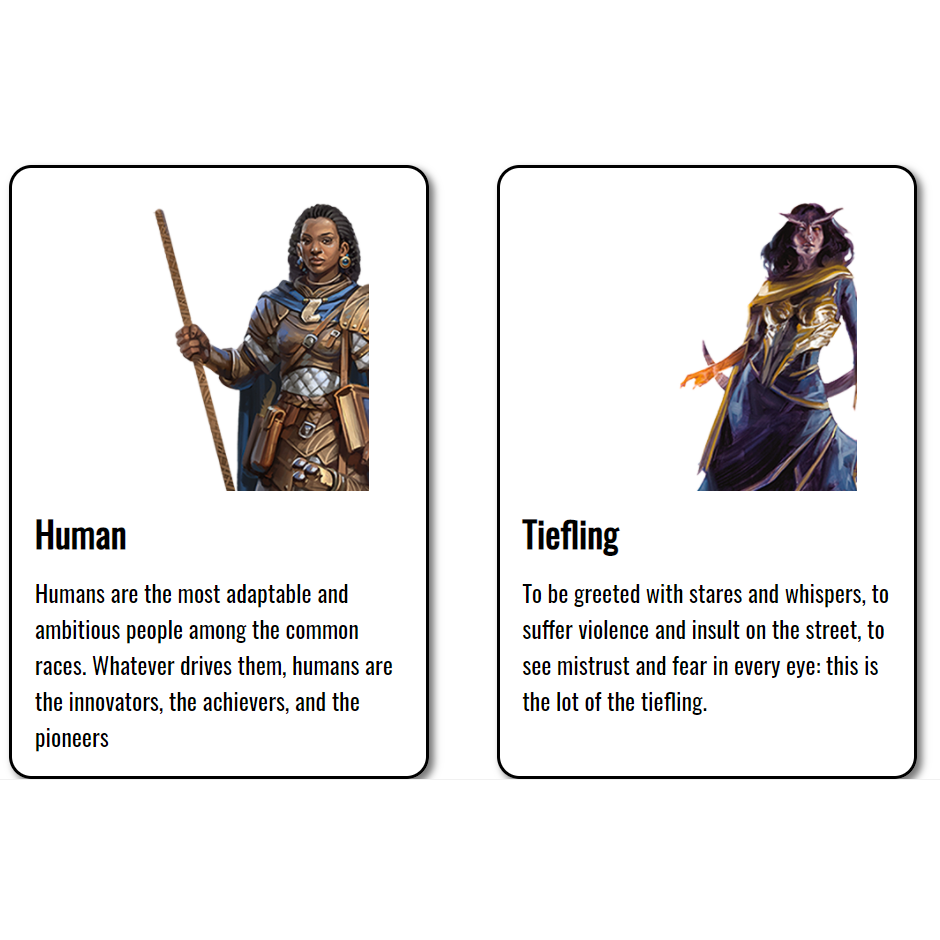 Human
Humans are the most adaptable and
ambitious people among the common
races. Whatever drives them, humans are
the innovators, the achievers, and the
pioneers
Tiefling
To be greeted with stares and whispers, to
suffer violence and insult on the street, to
see mistrust and fear in every eye: this is
the lot of the tiefling.